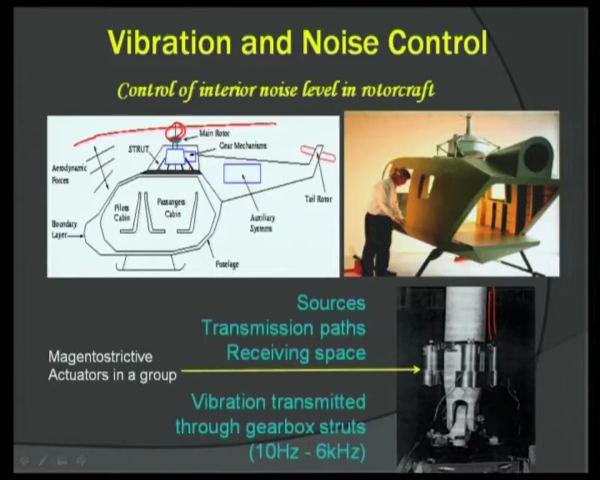 Vibration and Noise Control
Control of interior noise level in rotorcraft
Main Rotor
Gear Mechanisms
STRUT
Aerodynamic
Forces
Pilots
Cabin
Passengers
Cabin
Tail Rotor
Auxiliary
Systems
Boundary
Layer
Fuselage
Sources
Transmission paths
Receiving space
Magentostrictive
Actuators in a group
Vibration transmitted
through gearbox struts
(10Hz - 6kHz)